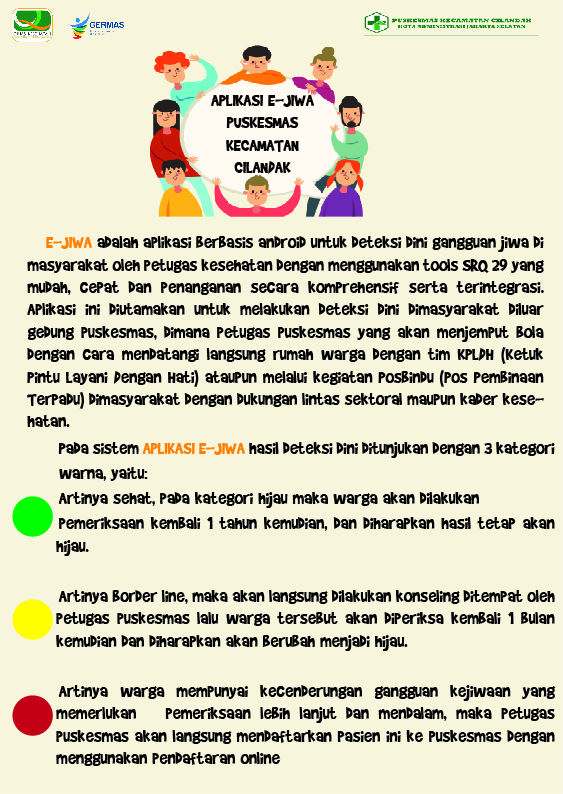 GERMAS
PUSKESMAS KECAMATAN CILANDAK
KOTA ADMINISTRASI JAKARTA SELATAN
APLIKASI E-JIWA
PUSKESMAS
KECAMATAN
CILANDAK
E-JIWA adalah aplikasi berbasis android untuk deteksi dini gangguan jiwa di
masyarakat oleh petugas kesehatan dengan menggunakan tools SRQ 29 yang
mudah, cepat dan penanganan secara komprehensif serta terintegrasi.
Aplikasi ini diutamakan untuk melakukan deteksi dini dimasyarakat diluar
gedung Puskesmas, dimana petugas Puskesmas yang akan menjemput bola
dengan cara mendatangi langsung rumah warga dengan tim KPLDH (Ketuk
Pintu Layani Dengan Hati) ataupun melalui kegiatan Posbindu (Pos Pembinaan
Terpadu) dimasyarakat dengan dukungan lintas sektoral maupun kader kese-
hatan.
Pada sistem APLIKASI E-JIWA hasil deteksi dini ditunjukan dengan 3 kategori
warna, yaitu:
Artinya sehat, pada kategori hijau maka warga akan dilakukan
pemeriksaan kembali 1 tahun kemudian, dan diharapkan hasil tetap akan
hijau.
Artinya border line, maka akan langsung dilakukan konseling ditempat oleh
petugas Puskesmas lalu warga tersebut akan diperiksa kembali 1 bulan
kemudian dan diharapkan akan berubah menjadi hijau.
Artinya warga mempunyai kecenderungan gangguan kejiwaan yang
memerlukan pemeriksaan lebih lanjut dan mendalam, maka petugas
Puskesmas akan langsung mendaftarkan pasien ini ke Puskesmas dengan
menggunakan pendaftaran online